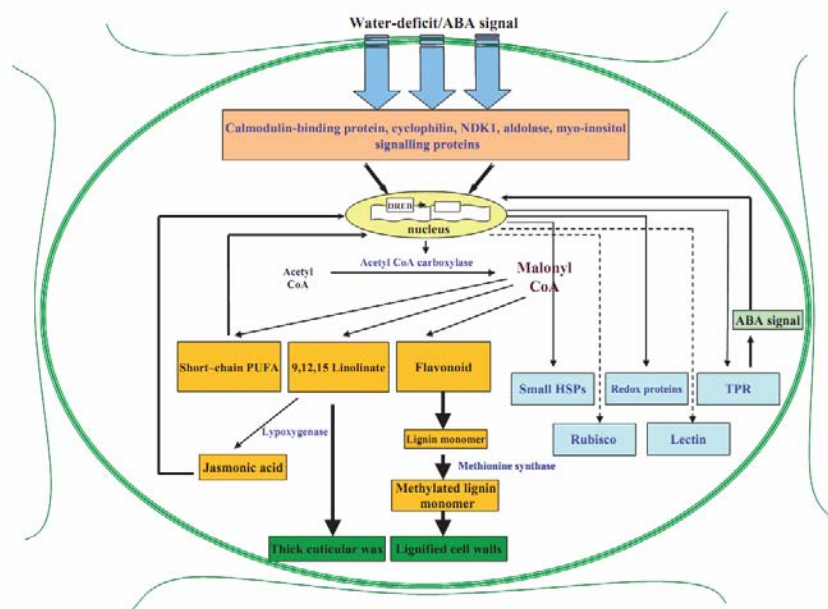 Water-deficit/ABA signal
Calmodulin-binding protein, cyclophilin, NDK1, aldolase, myo-inositol
signalling proteins
DREB
nucleus
Acetyl CoA carboxylase
Acetyl
CoA
Malonyl
CoA
ABA signal
Short-chain PUFA
9,12,15 Linolinate
Flavonoid
Small HSPs
Redox proteins
TPR
Lypoxygenase
Lignin monomer
Rubisco
Lectin
Jasmonic acid
Methionine synthase
Methylated lignin
monomer
Thick cuticular wax
Lignified cell walls